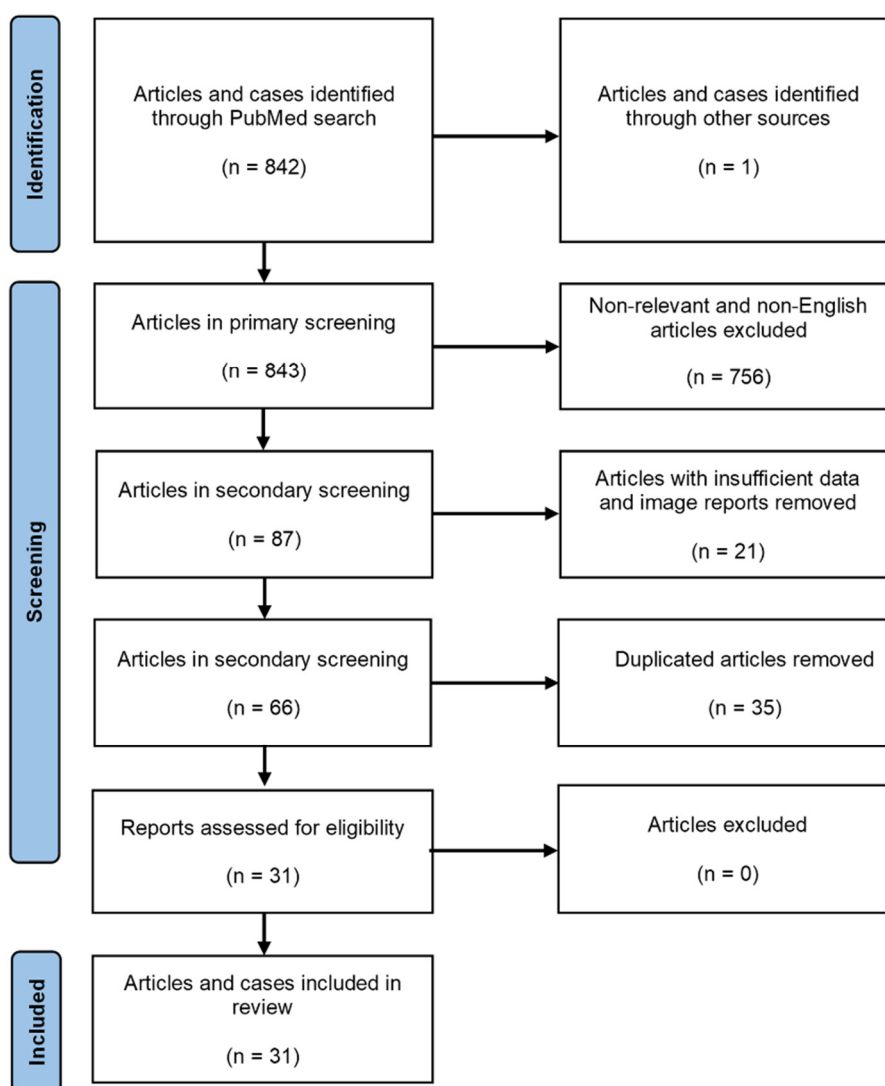 Identification
Articles and cases identified
through PubMed search
(n = 842)
Articles and cases identified
through other sources
(n = 1)
Screening
Articles in primary screening
(n = 843)
Non-relevant and non-English
articles excluded
(n = 756)
Articles in secondary screening
(n = 87)
Articles with insufficient data
and image reports removed
(n = 21)
Articles in secondary screening
(n = 66)
Duplicated articles removed
(n = 35)
Reports assessed for eligibility
(n = 31)
Articles excluded
(n = 0)
Included
Articles and cases included in
review
(n = 31)